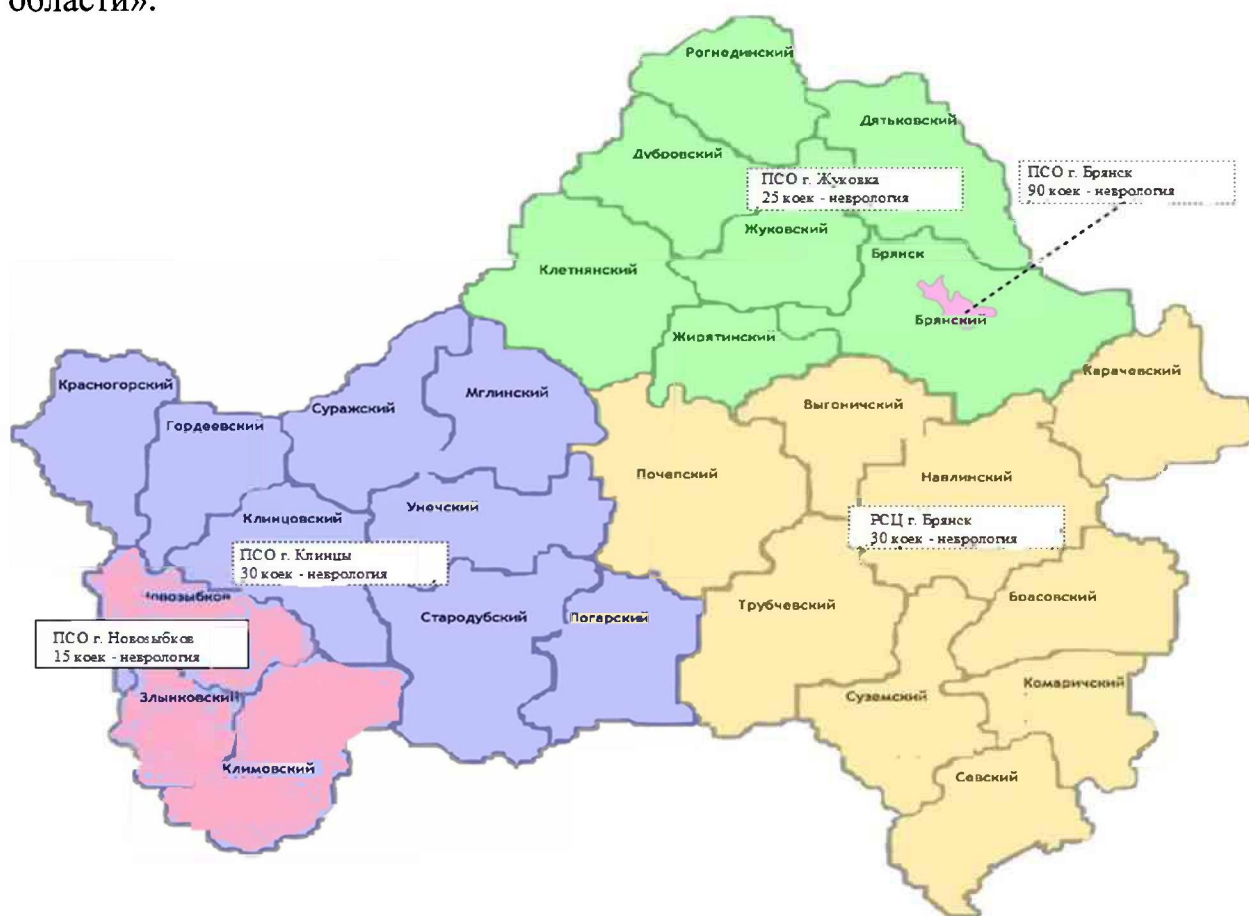 области».
Рогнединский
Дятьковский
Дубровский
ПСО г. Жуковка
25 коек - неврология
ПСО г. Брянск
90 коек - неврология
Жуковский
Брянск
Клетнянский
Брянский
Жирятинский
Карачевский
Красногорский
Мглинский
Суражский
Выгоничский
Гордеевский
Почепский
Навлинский
Унечский
Клинцовский
РСЦ г. Брянск
30 коек - неврология
ПСО г. Клинцы
30 коек - неврология
Новозыбков
Брасовский
Трубчевский
Стародубский
Погарский
ПСО г. Новозыбков
15 коек - неврология
Злынковский
Суземский
Комаричский
Климовский
Севский